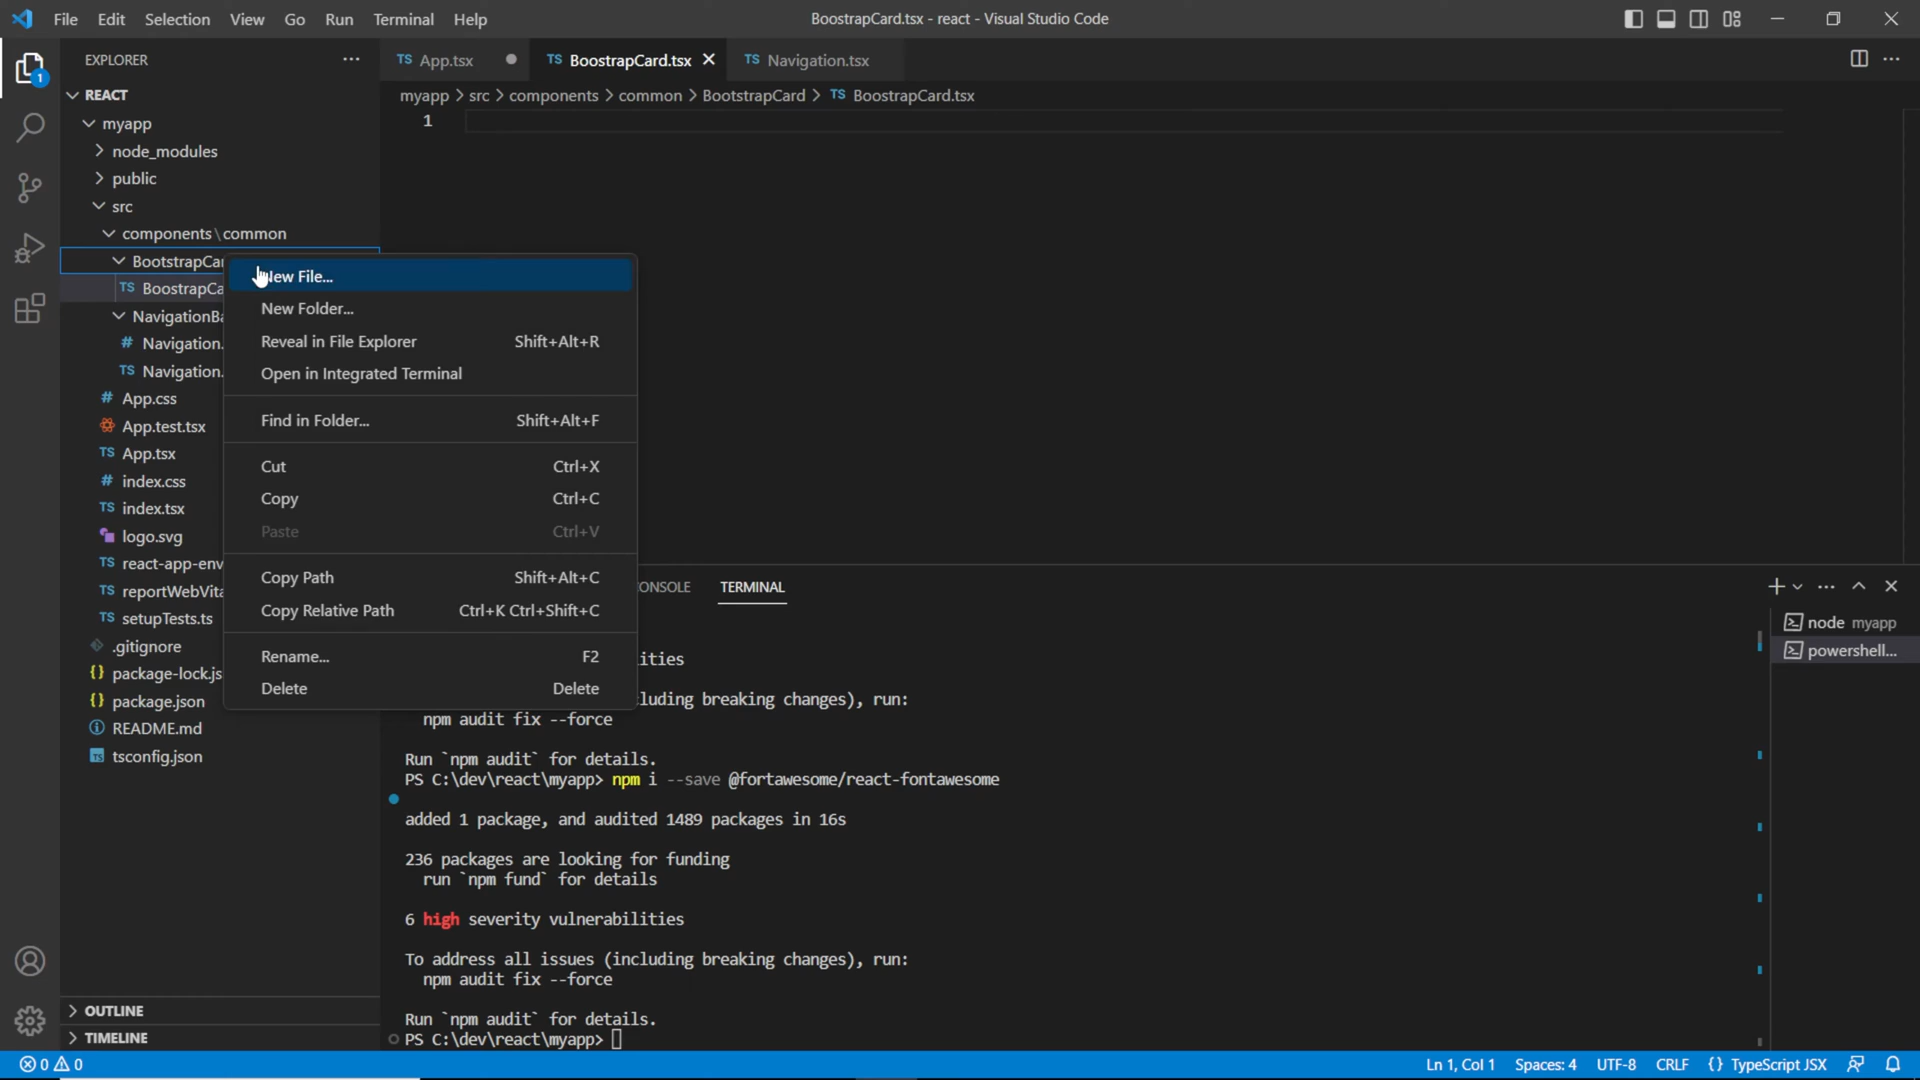 File Edit Selection View Go Run Terminal Help
BoostrapCard.tsx - react - Visual Studio Code
1
EXPLORER
REACT
myapp
node_modules
public
src
components\common
BootstrapCar
TS BoostrapCa
NavigationBa
# Navigation.
TS Navigation.
# App.css
App.test.tsx
TS App.tsx
# index.css
TS index.tsx
logo.svg
TS react-app-env
TS reportWebVita
TS setupTests.ts
.gitignore
{} package-lock.js
{} package.json
README.md
TS tsconfig.json
OUTLINE
TIMELINE
TS App.tsx
TS BoostrapCard.tsx
TS Navigation.tsx
myapp > src > components > common > BootstrapCard > TS BoostrapCard.tsx
1
New File...
New Folder...
Reveal in File Explorer Shift+Alt+R
Open in Integrated Terminal
Find in Folder... Shift+Alt+F
Cut Ctrl+X
Copy Ctrl+C
Paste Ctrl+V
Copy Path Shift+Alt+C
Copy Relative Path Ctrl+K Ctrl+Shift+C
Rename... F2
Delete Delete
CONSOLE TERMINAL
ities
luding breaking changes), run:
npm audit fix --force
Run `npm audit` for details.
PS C:\dev\react\myapp> npm i --save @fortawesome/react-fontawesome
added 1 package, and audited 1489 packages in 16s
236 packages are looking for funding
run `npm fund` for details
6 high severity vulnerabilities
To address all issues (including breaking changes), run:
npm audit fix --force
Run `npm audit` for details.
PS C:\dev\react\myapp>
node myapp
powershell...
0 0
Ln 1, Col 1 Spaces: 4 UTF-8 CRLF {} TypeScript JSX